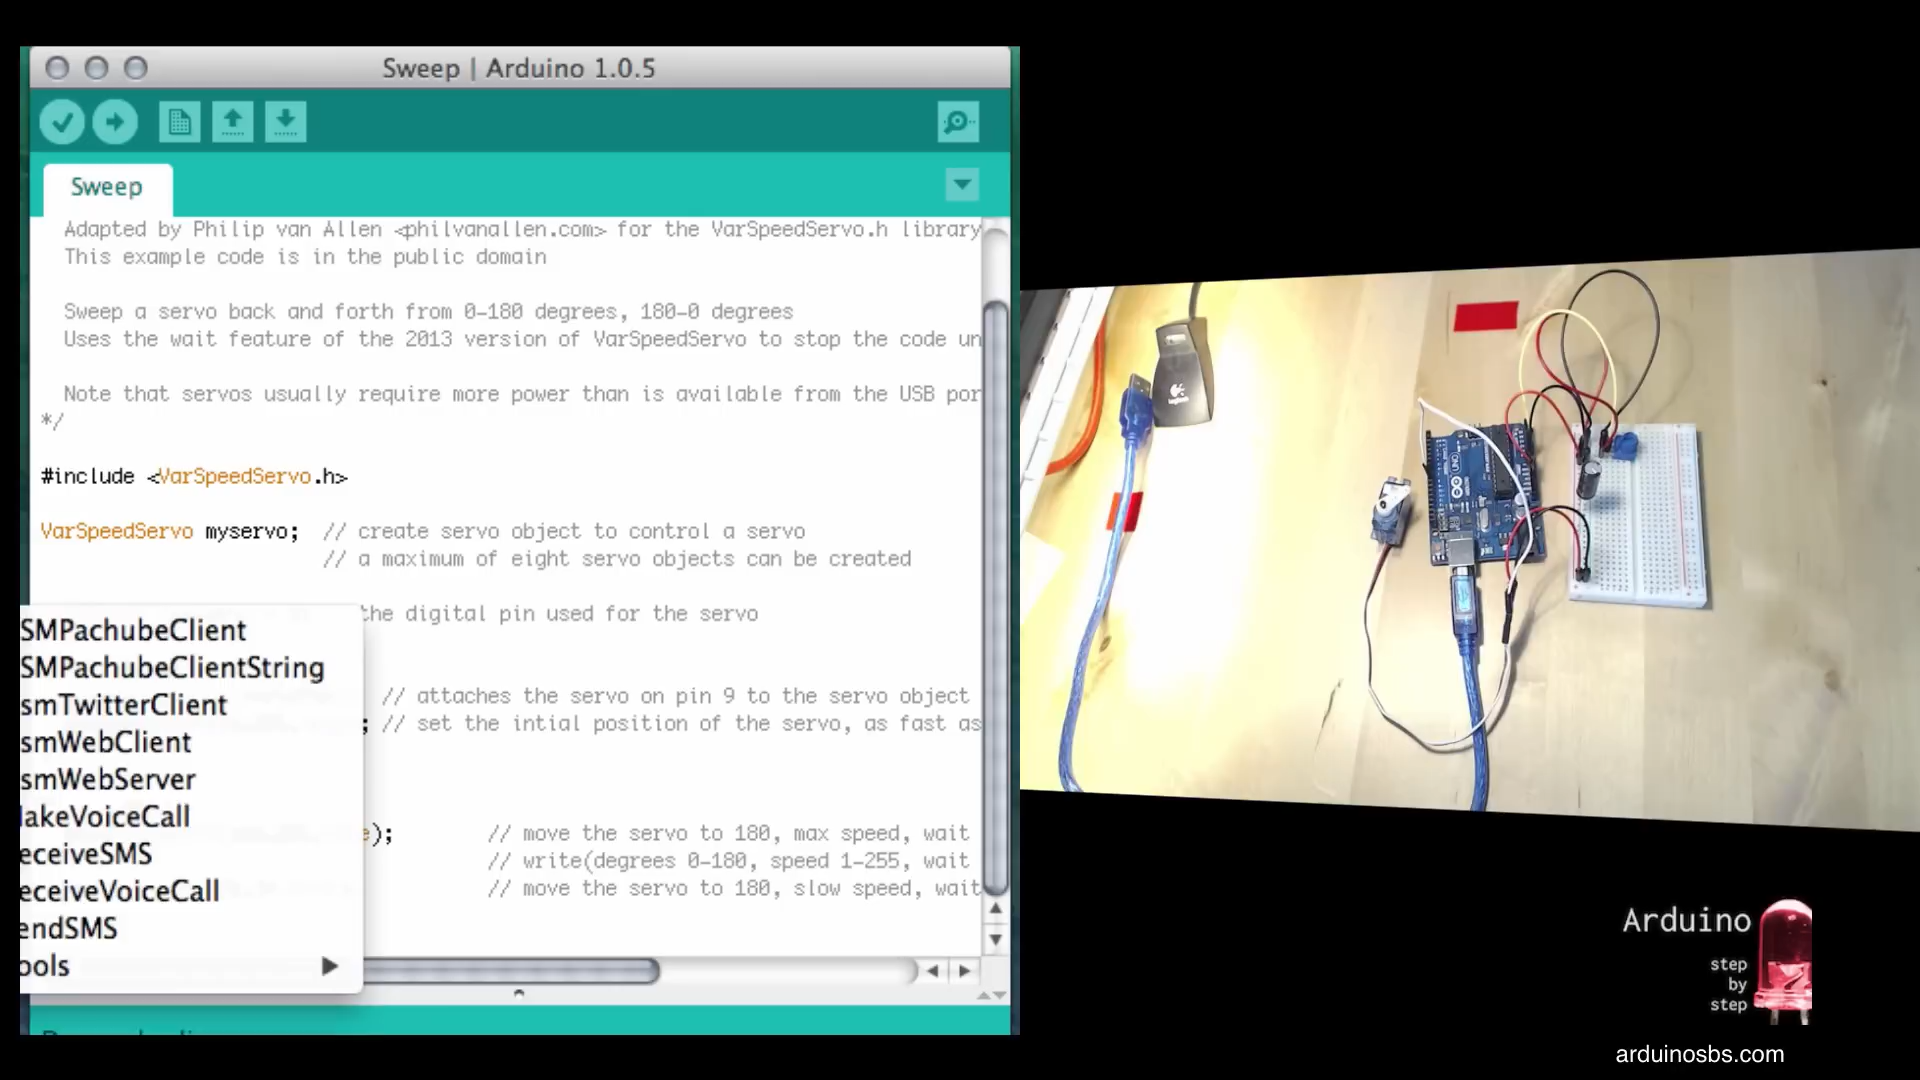 Sweep | Arduino 1.0.5
Sweep
Adapted by Philip van Allen <philvanallen.com> for the VarSpeedServo.h library
This example code is in the public domain
Sweep a servo back and forth from 0-180 degrees, 180-0 degrees
Uses the wait feature of the 2013 version of VarSpeedServo to stop the code un
Note that servos usually require more power than is available from the USB por
*/
#include <VarSpeedServo.h>
VarSpeedServo myservo; // create servo object to control a servo
// a maximum of eight servo objects can be created
the digital pin used for the servo
SMPachubeClient
SMPachubeClientString
// attaches the servo on pin 9 to the servo object
smTwitterClient
; // set the intial position of the servo, as fast as
smWebClient
smWebServer
akeVoiceCall
e); // move the servo to 180, max speed, wait
eceiveSMS
// write(degrees 0-180, speed 1-255, wait
eceiveVoiceCall
// move the servo to 180, slow speed, wait
endSMS
ools
Logitech
UNO
Arduino
step
by
step
arduinosbs.com